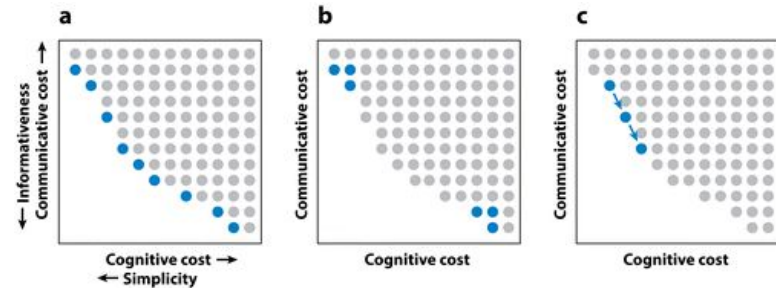 a
b
c
← Informativeness
Communicative cost →
Communicative cost
Communicative cost
Cognitive cost →
← Simplicity
Cognitive cost
Cognitive cost